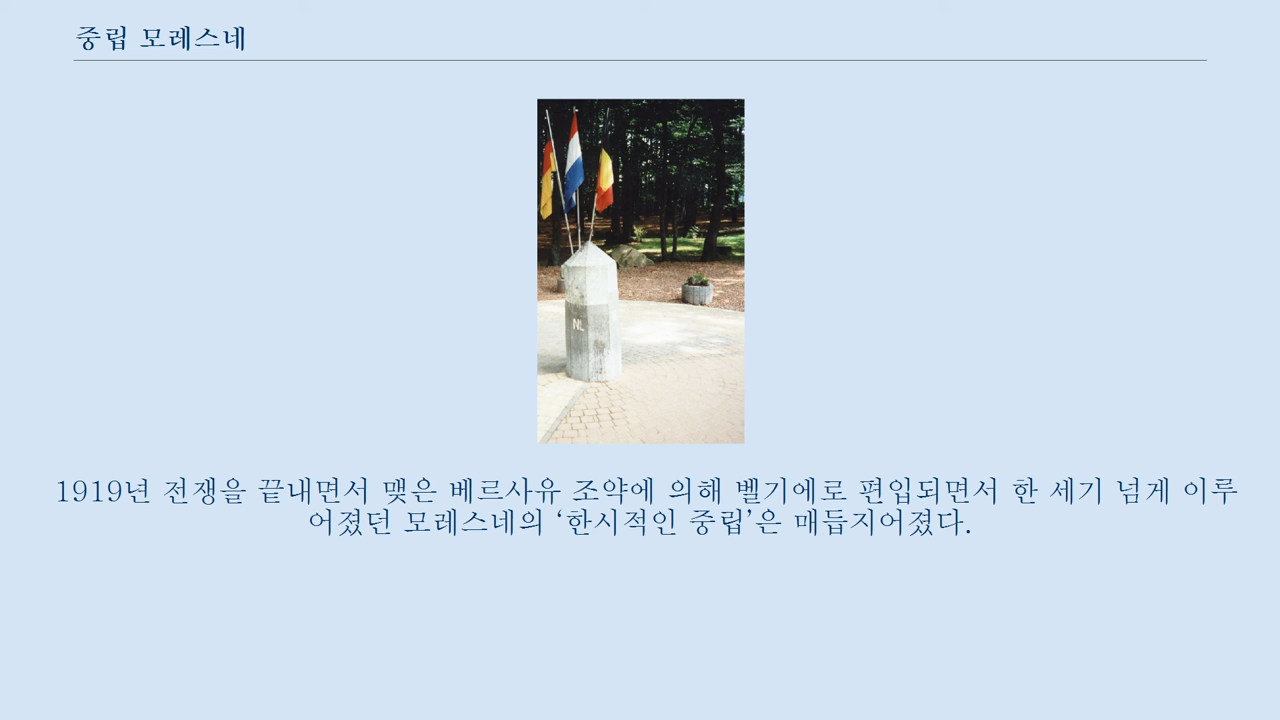 중립 모레스네
NL
1919년 전쟁을 끝내면서 맺은 베르사유 조약에 의해 벨기에로 편입되면서 한 세기 넘게 이루
어졌던 모레스네의 ‘한시적인 중립’은 매듭지어졌다.